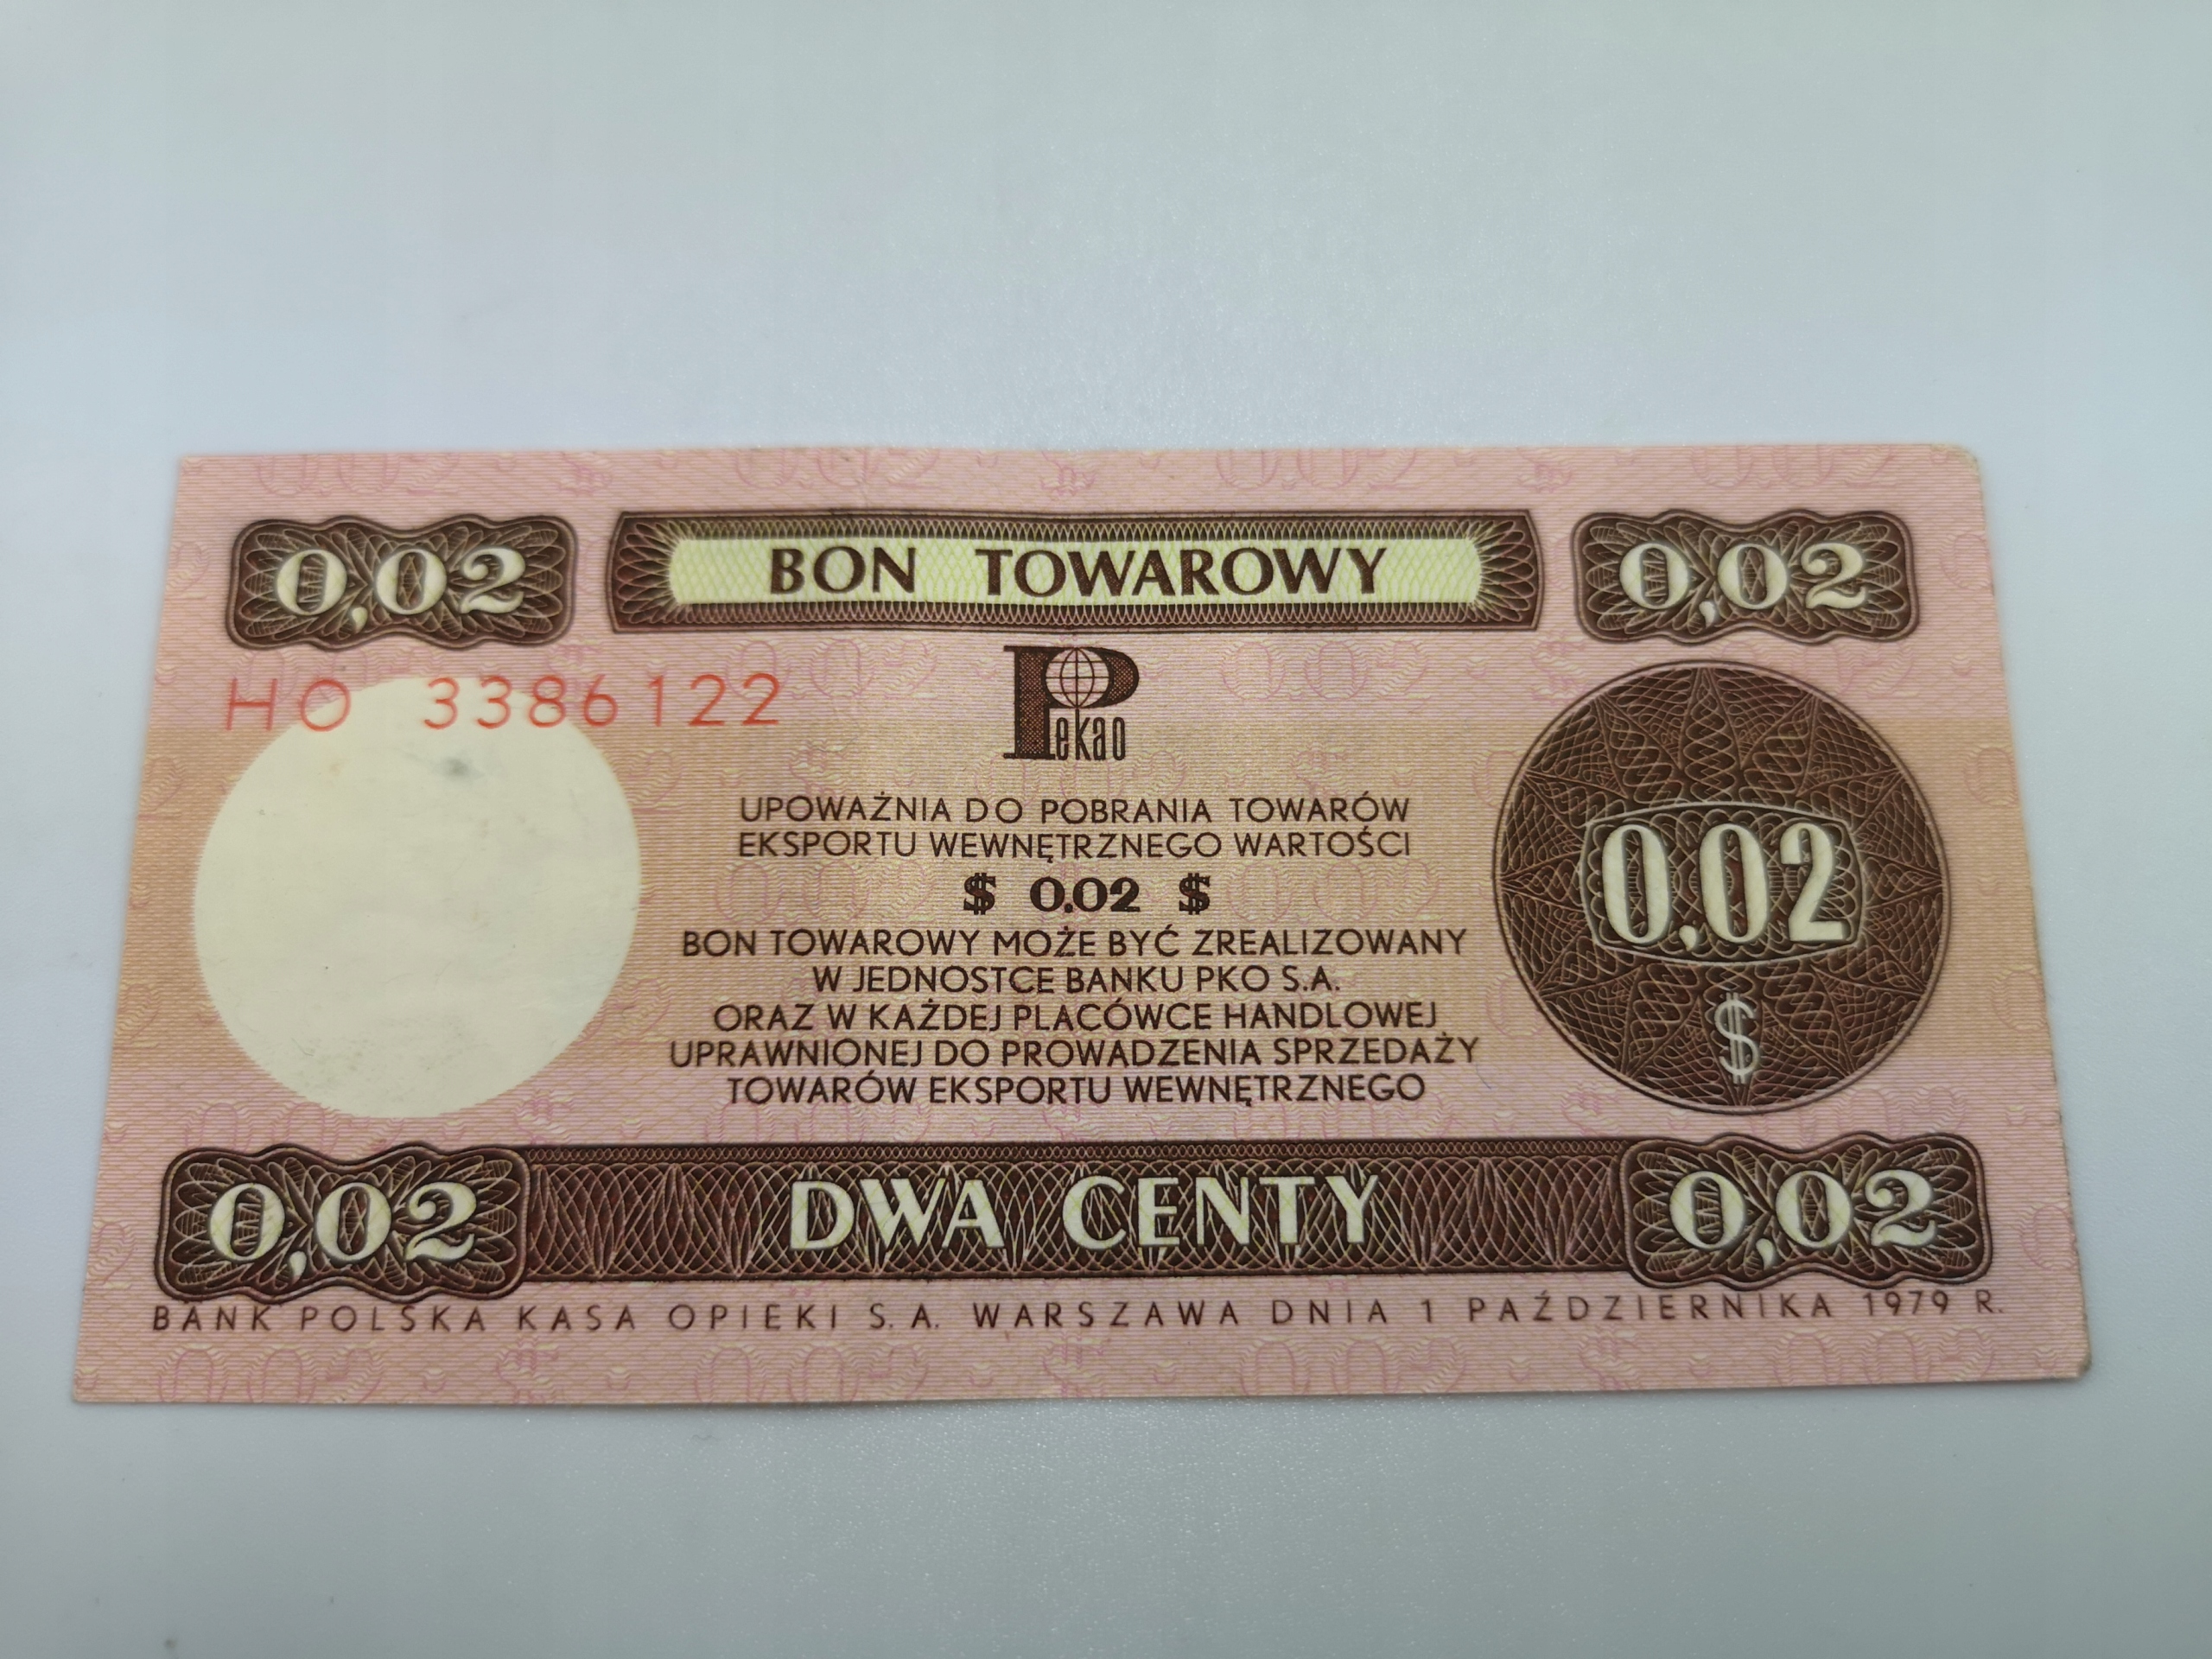 0,02 BON TOWAROWY 0,02
HO 3386122
Pekao
UPOWAŻNIA DO POBRANIA TOWARÓW
EKSPORTU WEWNĘTRZNEGO WARTOŚCI
$ 0.02 $
BON TOWAROWY MOŻE BYĆ ZREALIZOWANY
W JEDNOSTCE BANKU PKO S.A.
ORAZ W KAŻDEJ PLACÓWCE HANDLOWEJ
UPRAWNIONEJ DO PROWADZENIA SPRZEDAŻY
TOWARÓW EKSPORTU WEWNĘTRZNEGO
0,02
$
0,02 DWA CENTY 0,02
BANK POLSKA KASA OPIEKI S.A. WARSZAWA DNIA 1 PAŹDZIERNIKA 1979 R.